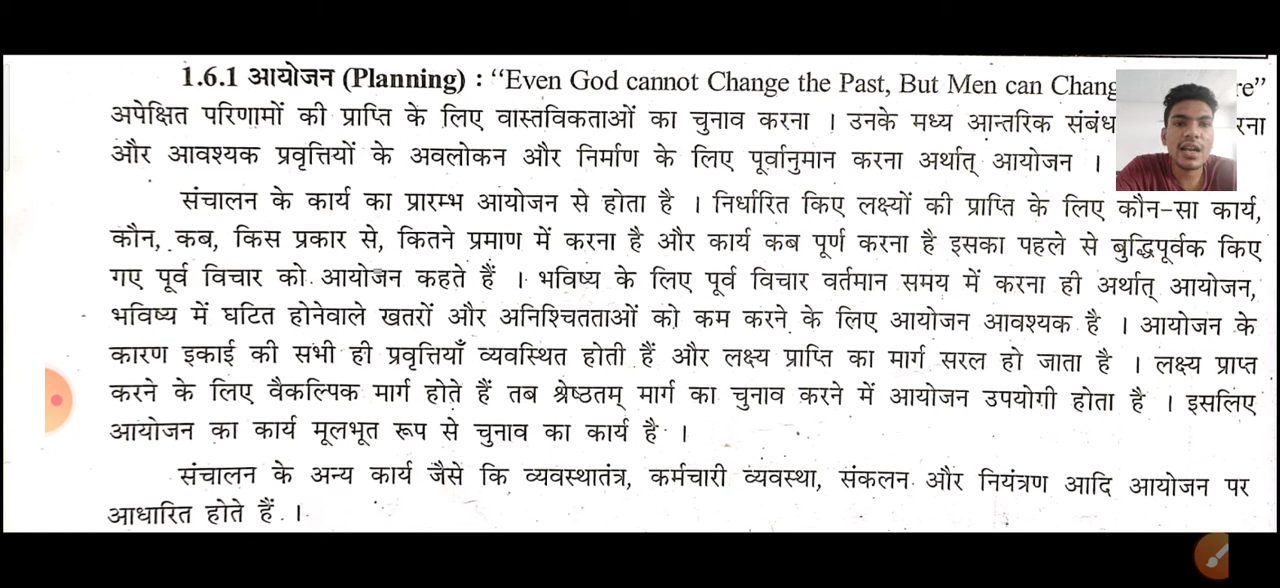 1.6.1 आयोजन (Planning) : “Even God cannot Change the Past, But Men can
अपेक्षित परिणामों की प्राप्ति के लिए वास्तविकताओं का चुनाव करना । उनके मध्य आन्तरिक संबंध
और आवश्यक प्रवृत्तियों के अवलोकन और निर्माण के लिए पूर्वानुमान करना अर्थात् आयोजन ।
संचालन के कार्य का प्रारम्भ आयोजन से होता है । निर्धारित किए लक्ष्यों की प्राप्ति के लिए कौन-सा कार्य,
कौन, कब, किस प्रकार से, कितने प्रमाण में करना है और कार्य कब पूर्ण करना है इसका पहले से बुद्धिपूर्वक किए
गए पूर्व विचार को आयोजन कहते हैं । भविष्य के लिए पूर्व विचार वर्तमान समय में करना ही अर्थात् आयोजन,
भविष्य में घटित होनेवाले खतरों और अनिश्चितताओं को कम करने के लिए आयोजन आवश्यक है । आयोजन के
कारण इकाई की सभी ही प्रवृत्तियाँ व्यवस्थित होती हैं और लक्ष्य प्राप्ति का मार्ग सरल हो जाता है । लक्ष्य प्राप्त
करने के लिए वैकल्पिक मार्ग होते हैं तब श्रेष्ठतम् मार्ग का चुनाव करने में आयोजन उपयोगी होता है । इसलिए
आयोजन का कार्य मूलभूत रूप से चुनाव का कार्य है ।
संचालन के अन्य कार्य जैसे कि व्यवस्थातंत्र, कर्मचारी व्यवस्था, संकलन और नियंत्रण आदि आयोजन पर
आधारित होते हैं . ।